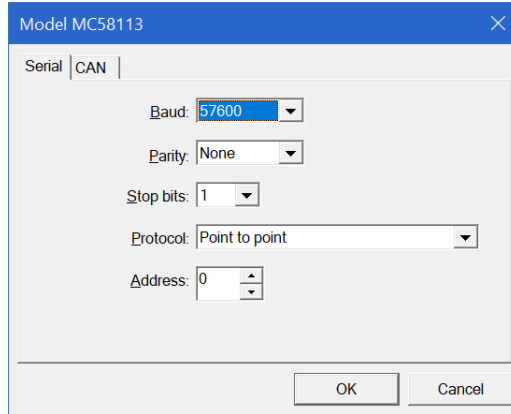 Model MC58113
Serial CAN
Baud: 57600
Parity: None
Stop bits: 1
Protocol: Point to point
Address: 0
OK Cancel